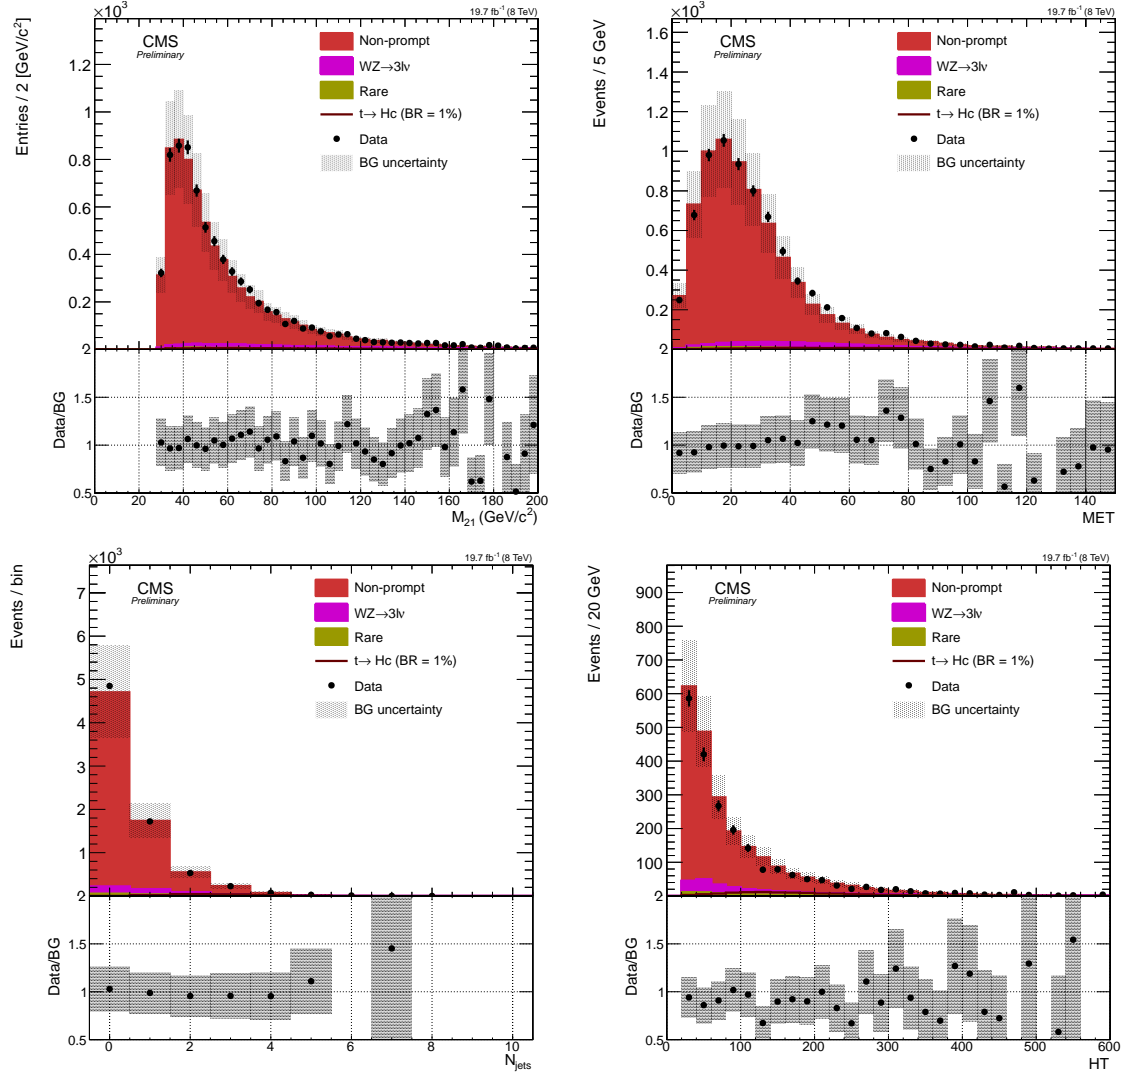 ×10³
19.7 fb⁻¹ (8 TeV)
Entries / 2 [GeV/c²]
CMS
Preliminary
Non-prompt
WZ→3lν
Rare
t→ Hc (BR = 1%)
Data
BG uncertainty
1.2
1
0.8
0.6
0.4
0.2
2
1.5
1
0.5
Data/BG
0 20 40 60 80 100 120 140 160 180 200
M₂₁ (GeV/c²)
×10³
19.7 fb⁻¹ (8 TeV)
Events / 5 GeV
CMS
Preliminary
Non-prompt
WZ→3lν
Rare
t→ Hc (BR = 1%)
Data
BG uncertainty
1.6
1.4
1.2
1
0.8
0.6
0.4
0.2
2
1.5
1
0.5
Data/BG
0 20 40 60 80 100 120 140
MET
×10³
19.7 fb⁻¹ (8 TeV)
Events / bin
CMS
Preliminary
Non-prompt
WZ→3lν
Rare
t→ Hc (BR = 1%)
Data
BG uncertainty
7
6
5
4
3
2
1
2
1.5
1
0.5
Data/BG
0 2 4 6 8 10
N_jets
19.7 fb⁻¹ (8 TeV)
Events / 20 GeV
CMS
Preliminary
Non-prompt
WZ→3lν
Rare
t→ Hc (BR = 1%)
Data
BG uncertainty
900
800
700
600
500
400
300
200
100
2
1.5
1
0.5
Data/BG
0 100 200 300 400 500 600
HT